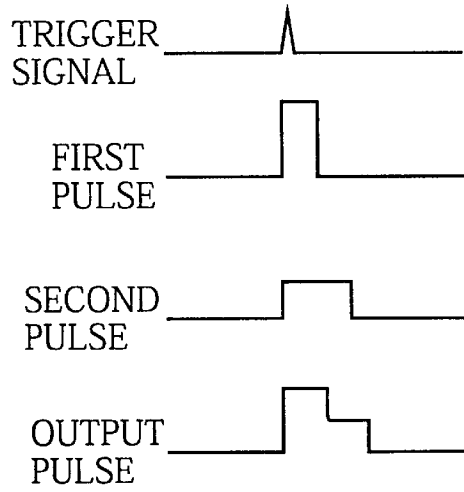 TRIGGER
SIGNAL
FIRST
PULSE
SECOND
PULSE
OUTPUT
PULSE